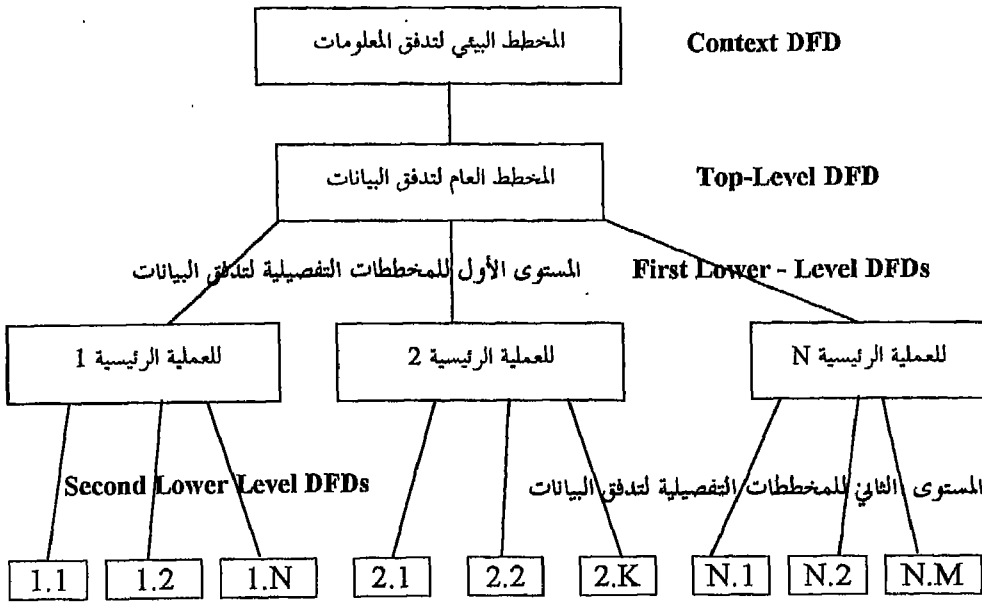 المخطط البيئي لتدفق المعلومات
Context DFD
المخطط العام لتدفق البيانات
Top-Level DFD
المستوى الأول للمخططات التفصيلية لتدفق البيانات
First Lower - Level DFDs
للعملية الرئيسية 1
للعملية الرئيسية 2
للعملية الرئيسية N
Second Lower Level DFDs
المستوى الثاني للمخططات التفصيلية لتدفق البيانات
1.1
1.2
1.N
2.1
2.2
2.K
N.1
N.2
N.M